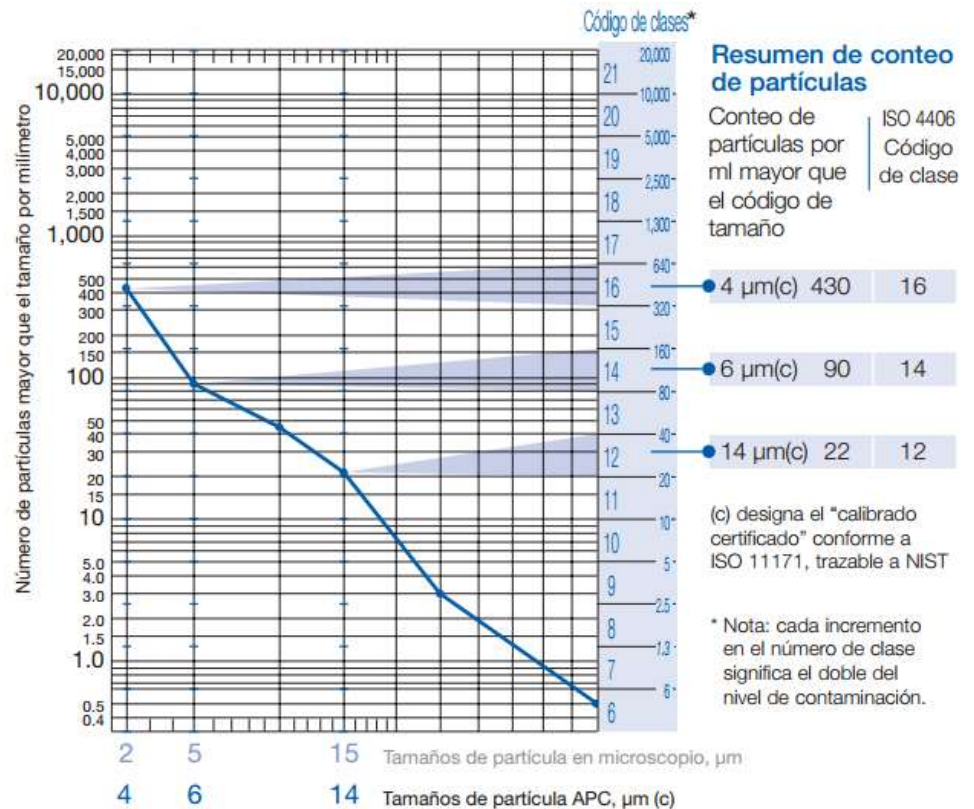 Código de clases*
Número de partículas mayor que el tamaño por milímetro
20,000
15,000
10,000
5,000
4,000
3,000
2,000
1,500
1,000
500
400
300
200
150
100
50
40
30
20
15
10
5.0
4.0
3.0
2.0
1.5
1.0
0.5
0.4
21
20
19
18
17
16
15
14
13
12
11
10
9
8
7
6
20,000
10,000
5,000
2,500
1,300
640
320
160
80
40
20
10
5
2.5
1,3
6
2 5 15 Tamaños de partícula en microscopio, µm
4 6 14 Tamaños de partícula APC, µm (c)
Resumen de conteo
de partículas
Conteo de
partículas por
ml mayor que
el código de
tamaño
ISO 4406
Código
de clase
4 µm(c) 430 16
6 µm(c) 90 14
14 µm(c) 22 12
(c) designa el "calibrado
certificado" conforme a
ISO 11171, trazable a NIST
* Nota: cada incremento
en el número de clase
significa el doble del
nivel de contaminación.